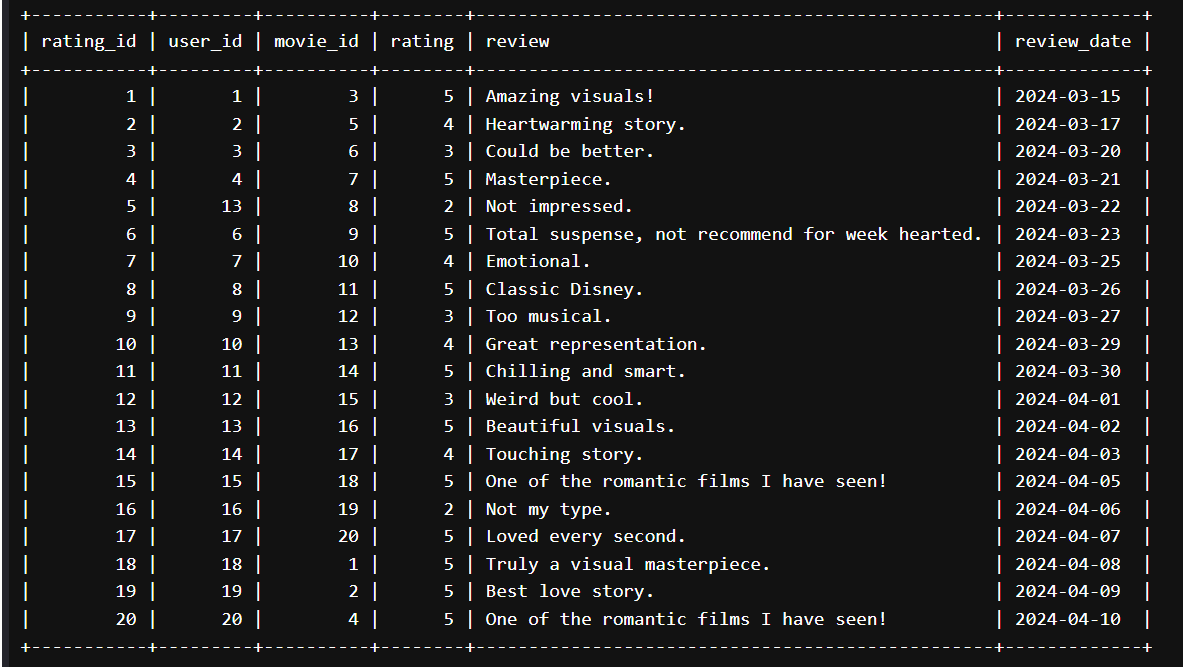 +-----------+---------+----------+--------+-------------------------------------------------+-------------+
| rating_id | user_id | movie_id | rating | review                                          | review_date |
+-----------+---------+----------+--------+-------------------------------------------------+-------------+
|         1 |       1 |        3 |      5 | Amazing visuals!                                | 2024-03-15  |
|         2 |       2 |        5 |      4 | Heartwarming story.                             | 2024-03-17  |
|         3 |       3 |        6 |      3 | Could be better.                                | 2024-03-20  |
|         4 |       4 |        7 |      5 | Masterpiece.                                    | 2024-03-21  |
|         5 |      13 |        8 |      2 | Not impressed.                                  | 2024-03-22  |
|         6 |       6 |        9 |      5 | Total suspense, not recommend for week hearted. | 2024-03-23  |
|         7 |       7 |       10 |      4 | Emotional.                                      | 2024-03-25  |
|         8 |       8 |       11 |      5 | Classic Disney.                                 | 2024-03-26  |
|         9 |       9 |       12 |      3 | Too musical.                                    | 2024-03-27  |
|        10 |      10 |       13 |      4 | Great representation.                           | 2024-03-29  |
|        11 |      11 |       14 |      5 | Chilling and smart.                             | 2024-03-30  |
|        12 |      12 |       15 |      3 | Weird but cool.                                 | 2024-04-01  |
|        13 |      13 |       16 |      5 | Beautiful visuals.                              | 2024-04-02  |
|        14 |      14 |       17 |      4 | Touching story.                                 | 2024-04-03  |
|        15 |      15 |       18 |      5 | One of the romantic films I have seen!          | 2024-04-05  |
|        16 |      16 |       19 |      2 | Not my type.                                    | 2024-04-06  |
|        17 |      17 |       20 |      5 | Loved every second.                             | 2024-04-07  |
|        18 |      18 |        1 |      5 | Truly a visual masterpiece.                     | 2024-04-08  |
|        19 |      19 |        2 |      5 | Best love story.                                | 2024-04-09  |
|        20 |      20 |        4 |      5 | One of the romantic films I have seen!          | 2024-04-10  |
+-----------+---------+----------+--------+-------------------------------------------------+-------------+